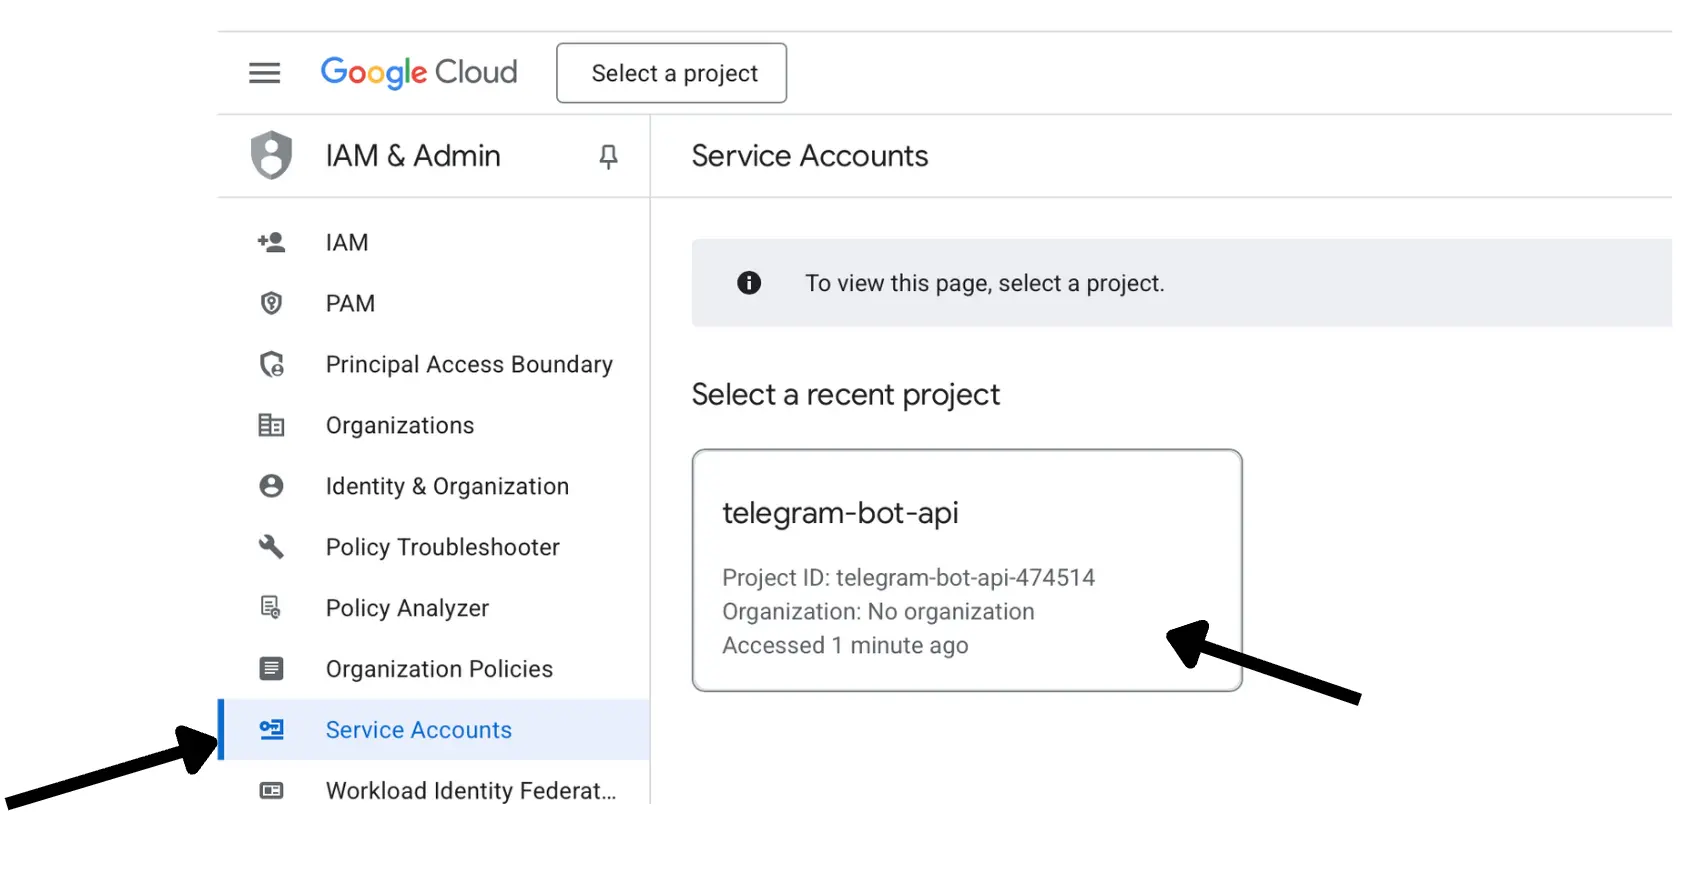 Google Cloud
Select a project
IAM & Admin
Service Accounts
IAM
PAM
Principal Access Boundary
Organizations
Identity & Organization
Policy Troubleshooter
Policy Analyzer
Organization Policies
Service Accounts
Workload Identity Federat...
To view this page, select a project.
Select a recent project
telegram-bot-api
Project ID: telegram-bot-api-474514
Organization: No organization
Accessed 1 minute ago